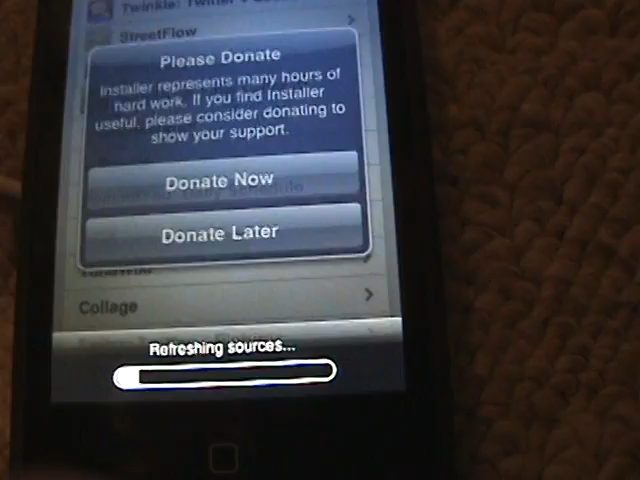 Twinkle: Twitter
StreetFlow
Please Donate
Installer represents many hours of
hard work. If you find Installer
useful, please consider donating to
show your support.
Donate Now
Donate Later
Collage
Refreshing sources...